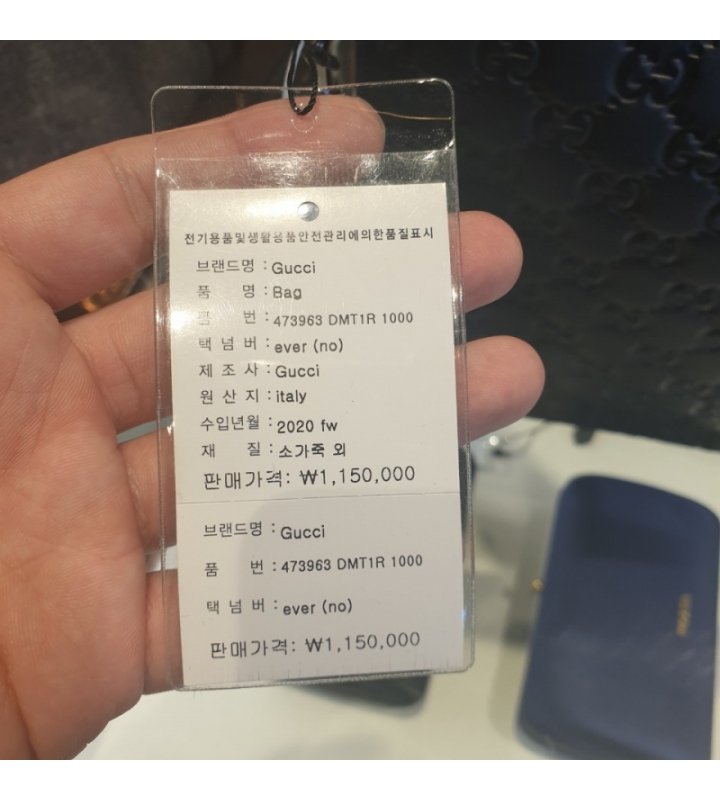 전기용품및생활용품안전관리에의한품질표시
브랜드명 : Gucci
품 명 : Bag
품 번 : 473963 DMT1R 1000
택 넘 버 : ever (no)
제 조 사 : Gucci
원 산 지 : italy
수입년월 : 2020 fw
재 질 : 소가죽 외
판매가격: ₩1,150,000
브랜드명 : Gucci
품 번 : 473963 DMT1R 1000
택 넘 버 : ever (no)
판매가격: ₩1,150,000